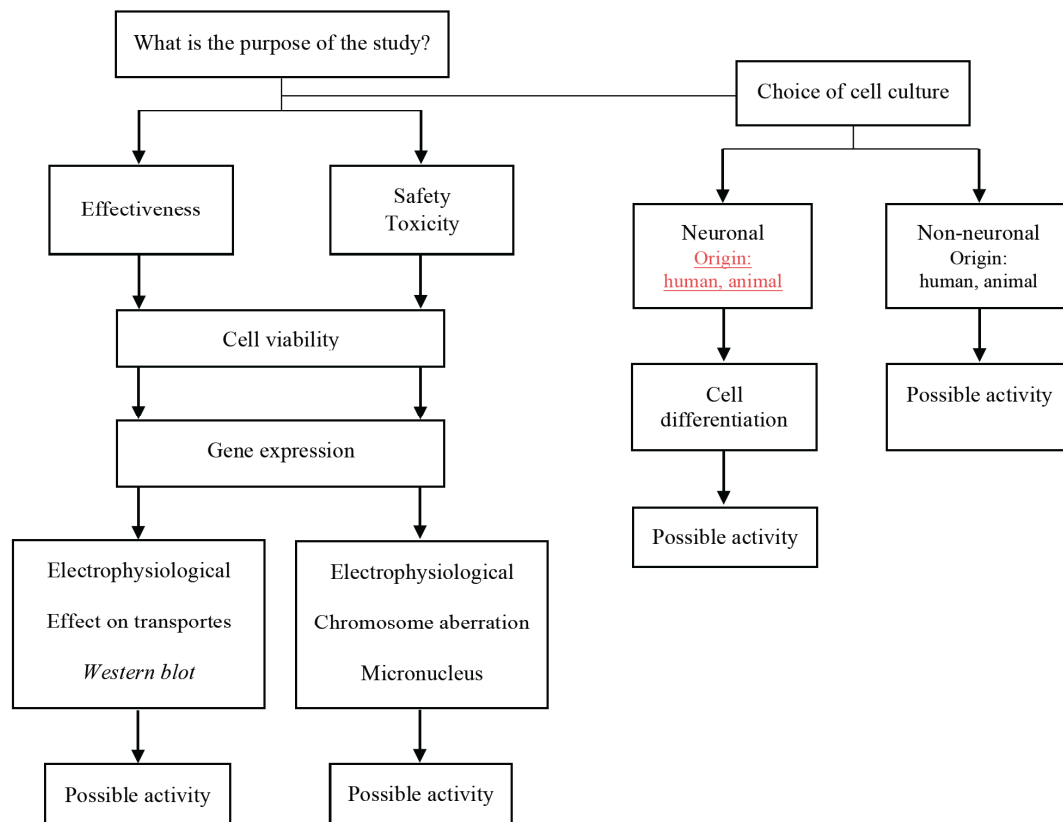 What is the purpose of the study?
Choice of cell culture
Effectiveness
Safety
Toxicity
Neuronal
Origin:
human, animal
Non-neuronal
Origin:
human, animal
Cell viability
Cell
differentiation
Possible activity
Gene expression
Possible activity
Electrophysiological
Effect on transportes
Western blot
Electrophysiological
Chromosome aberration
Micronucleus
Possible activity
Possible activity